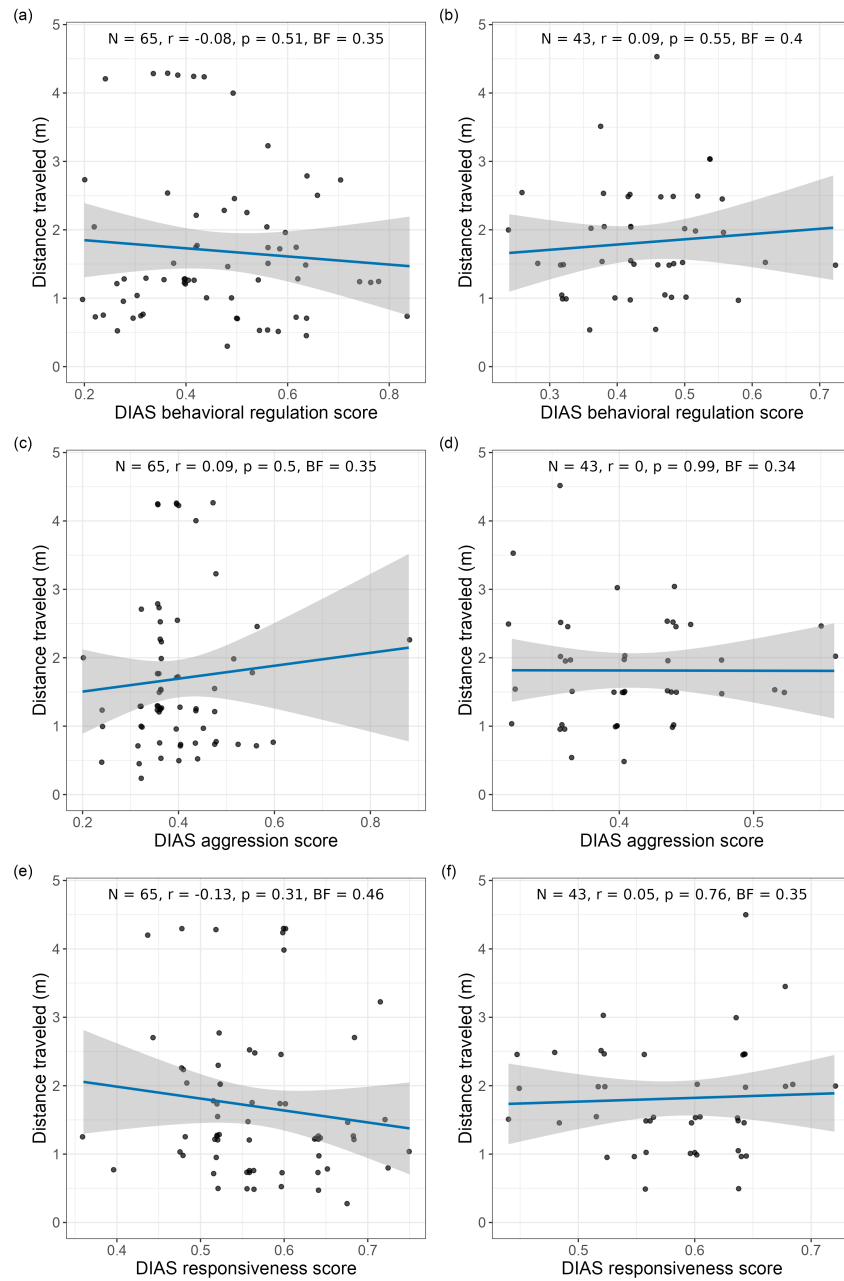 (a)
N = 65, r = -0.08, p = 0.51, BF = 0.35
Distance traveled (m)
5
4
3
2
1
0
0.2 0.4 0.6 0.8
DIAS behavioral regulation score
(b)
N = 43, r = 0.09, p = 0.55, BF = 0.4
Distance traveled (m)
5
4
3
2
1
0
0.3 0.4 0.5 0.6 0.7
DIAS behavioral regulation score
(c)
N = 65, r = 0.09, p = 0.5, BF = 0.35
Distance traveled (m)
5
4
3
2
1
0
0.2 0.4 0.6 0.8
DIAS aggression score
(d)
N = 43, r = 0, p = 0.99, BF = 0.34
Distance traveled (m)
5
4
3
2
1
0
0.4 0.5
DIAS aggression score
(e)
N = 65, r = -0.13, p = 0.31, BF = 0.46
Distance traveled (m)
5
4
3
2
1
0
0.4 0.5 0.6 0.7
DIAS responsiveness score
(f)
N = 43, r = 0.05, p = 0.76, BF = 0.35
Distance traveled (m)
5
4
3
2
1
0
0.5 0.6 0.7
DIAS responsiveness score